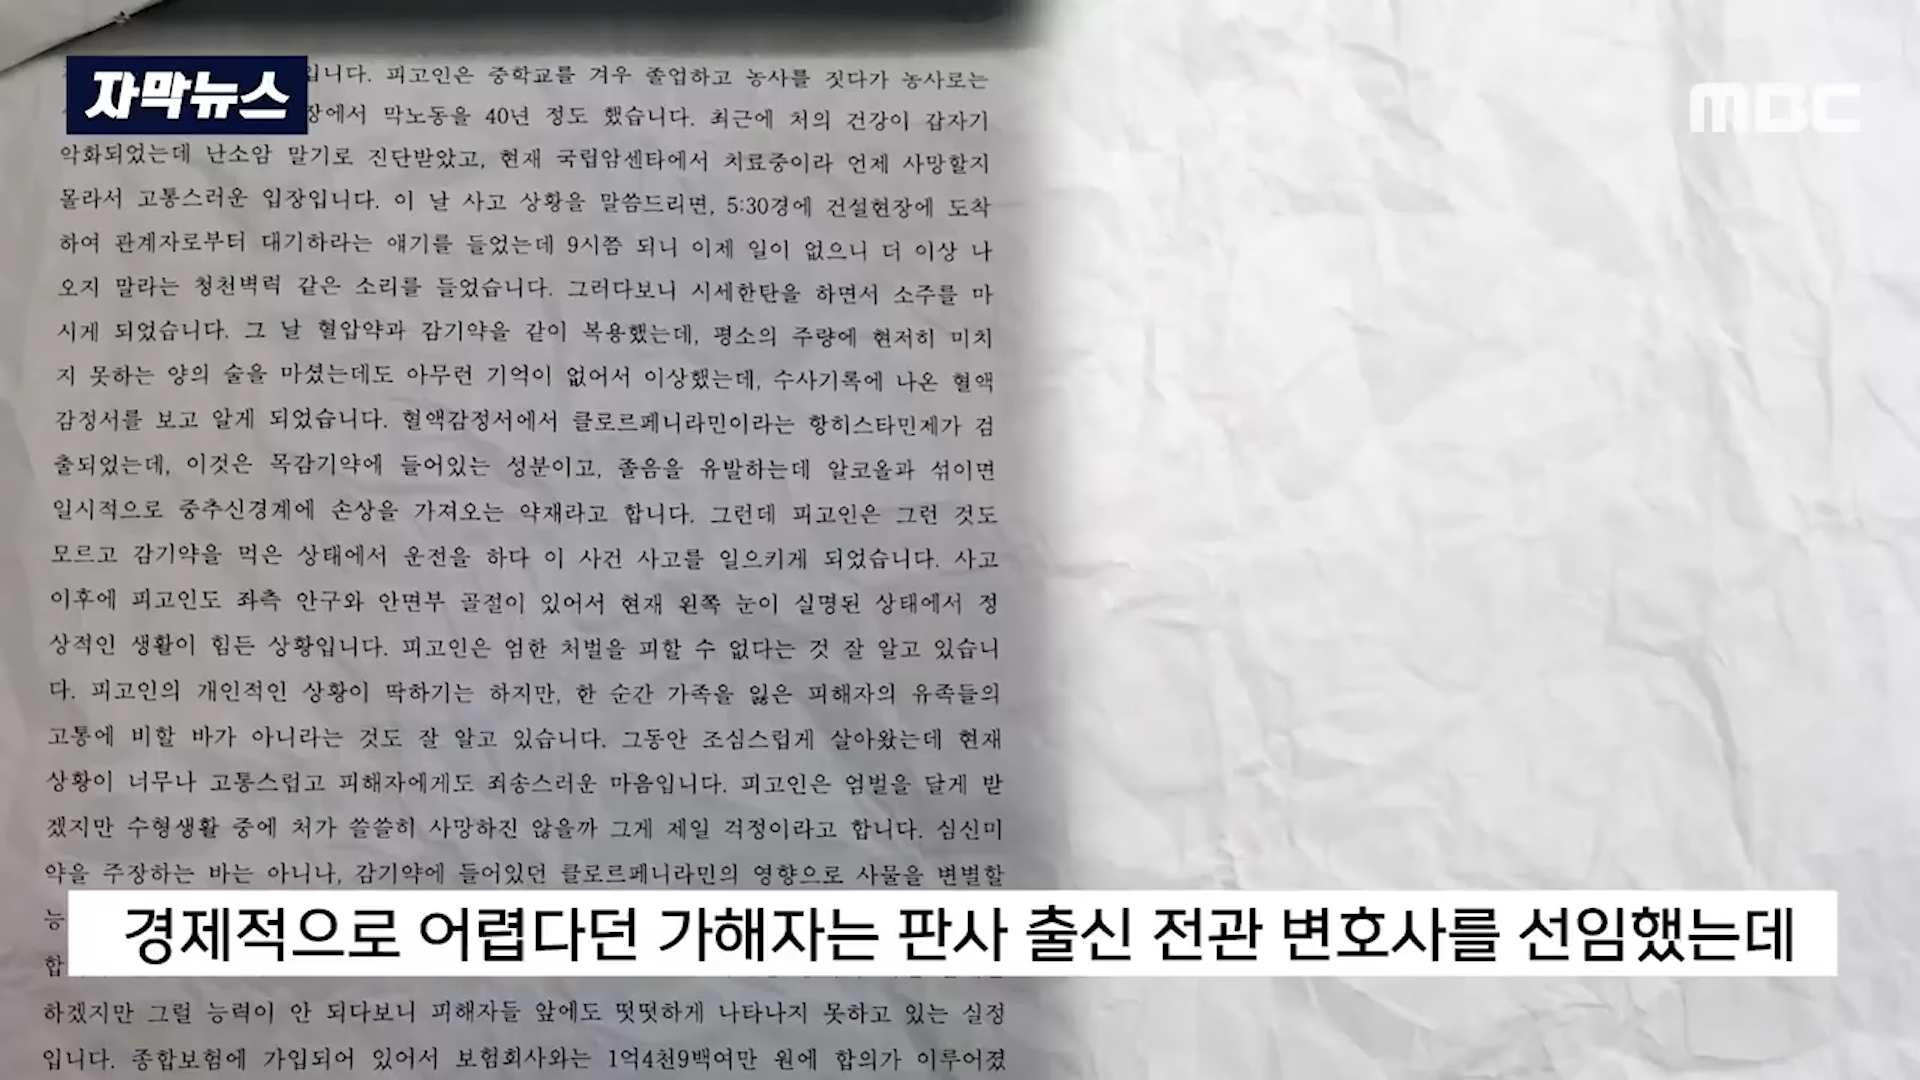 자막뉴스
MBC
입니다. 피고인은 중학교를 겨우 졸업하고 농사를 짓다가 농사로는
장에서 막노동을 40년 정도 했습니다. 최근에 처의 건강이 갑자기
악화되었는데 난소암 말기로 진단받았고, 현재 국립암센타에서 치료중이라 언제 사망할지
몰라서 고통스러운 입장입니다. 이 날 사고 상황을 말씀드리면, 5:30경에 건설현장에 도착
하여 관계자로부터 대기하라는 얘기를 들었는데 9시쯤 되니 이제 일이 없으니 더 이상 나
오지 말라는 청천벽력 같은 소리를 들었습니다. 그러다보니 시세한탄을 하면서 소주를 마
시게 되었습니다. 그 날 혈압약과 감기약을 같이 복용했는데, 평소의 주량에 현저히 미치
지 못하는 양의 술을 마셨는데도 아무런 기억이 없어서 이상했는데, 수사기록에 나온 혈액
감정서를 보고 알게 되었습니다. 혈액감정서에서 클로르페니라민이라는 항히스타민제가 검
출되었는데, 이것은 목감기약에 들어있는 성분이고, 졸음을 유발하는데 알코올과 섞이면
일시적으로 중추신경계에 손상을 가져오는 약재라고 합니다. 그런데 피고인은 그런 것도
모르고 감기약을 먹은 상태에서 운전을 하다 이 사건 사고를 일으키게 되었습니다. 사고
이후에 피고인도 좌측 안구와 안면부 골절이 있어서 현재 왼쪽 눈이 실명된 상태에서 정
상적인 생활이 힘든 상황입니다. 피고인은 엄한 처벌을 피할 수 없다는 것 잘 알고 있습니
다. 피고인의 개인적인 상황이 딱하기는 하지만, 한 순간 가족을 잃은 피해자의 유족들의
고통에 비할 바가 아니라는 것도 잘 알고 있습니다. 그동안 조심스럽게 살아왔는데 현재
상황이 너무나 고통스럽고 피해자에게도 죄송스러운 마음입니다. 피고인은 엄벌을 달게 받
겠지만 수형생활 중에 처가 쓸쓸히 사망하진 않을까 그게 제일 걱정이라고 합니다. 심신미
약을 주장하는 바는 아니나, 감기약에 들어있던 클로르페니라민의 영향으로 사물을 변별할
능
합
경제적으로 어렵다던 가해자는 판사 출신 전관 변호사를 선임했는데
하겠지만 그럴 능력이 안 되다보니 피해자들 앞에도 떳떳하게 나타나지 못하고 있는 실정
입니다. 종합보험에 가입되어 있어서 보험회사와는 1억4천9백여만 원에 합의가 이루어졌